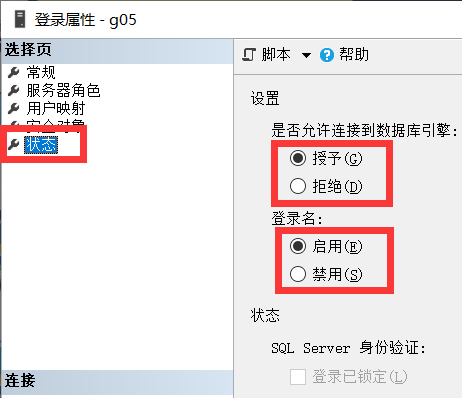 登录属性 - g05
选择页
常规
服务器角色
用户映射
安全对象
状态
连接
脚本 帮助
设置
是否允许连接到数据库引擎:
授予(G)
拒绝(D)
登录名:
启用(E)
禁用(S)
状态
SQL Server 身份验证:
登录已锁定(L)